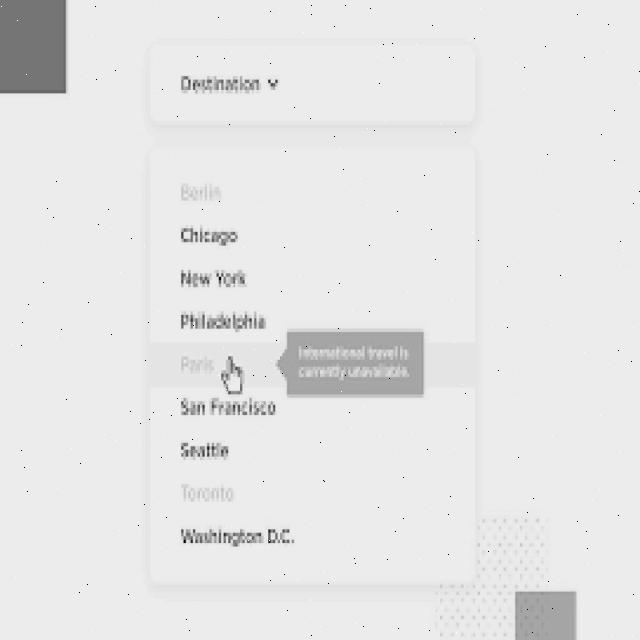 Destination
Berlin
Chicago
New York
Philadelphia
Paris
International travel is
currently unavailable.
San Francisco
Seattle
Toronto
Washington D.C.